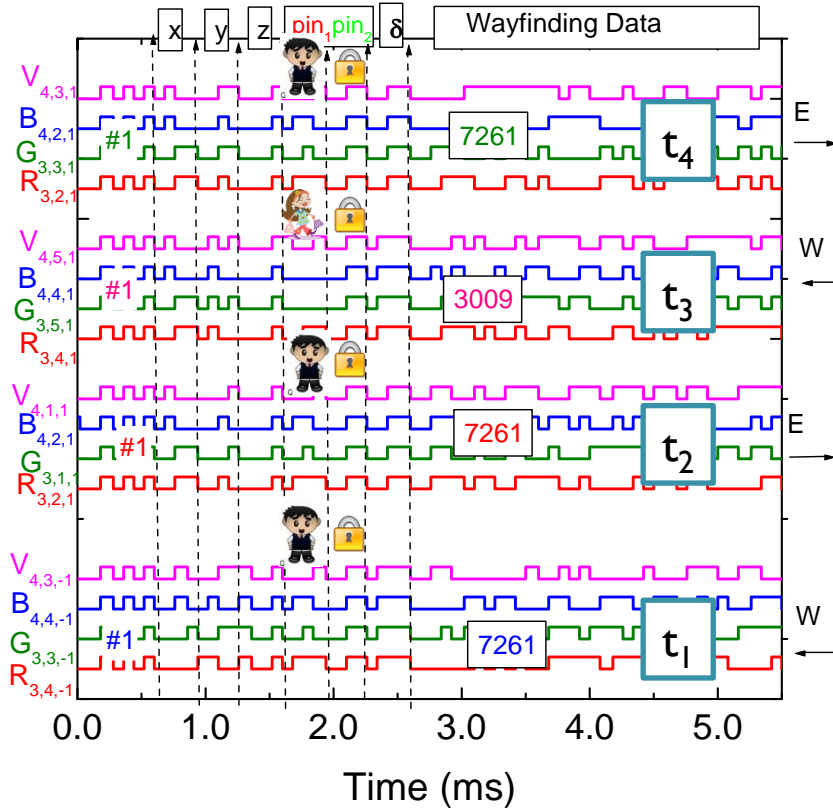 x y z pin1 pin2 δ Wayfinding Data
V4,3,1
B4,2,1 #1 7261 t4 E
G3,3,1
R3,2,1
V4,5,1 W
B4,4,1 #1 3009 t3
G3,5,1
R3,4,1
V4,1,1
B4,2,1 #1 7261 t2 E
G3,1,1
R3,2,1
V4,3,-1
B4,4,-1 #1 7261 t1 W
G3,3,-1
R3,4,-1
0.0 1.0 2.0 3.0 4.0 5.0
Time (ms)